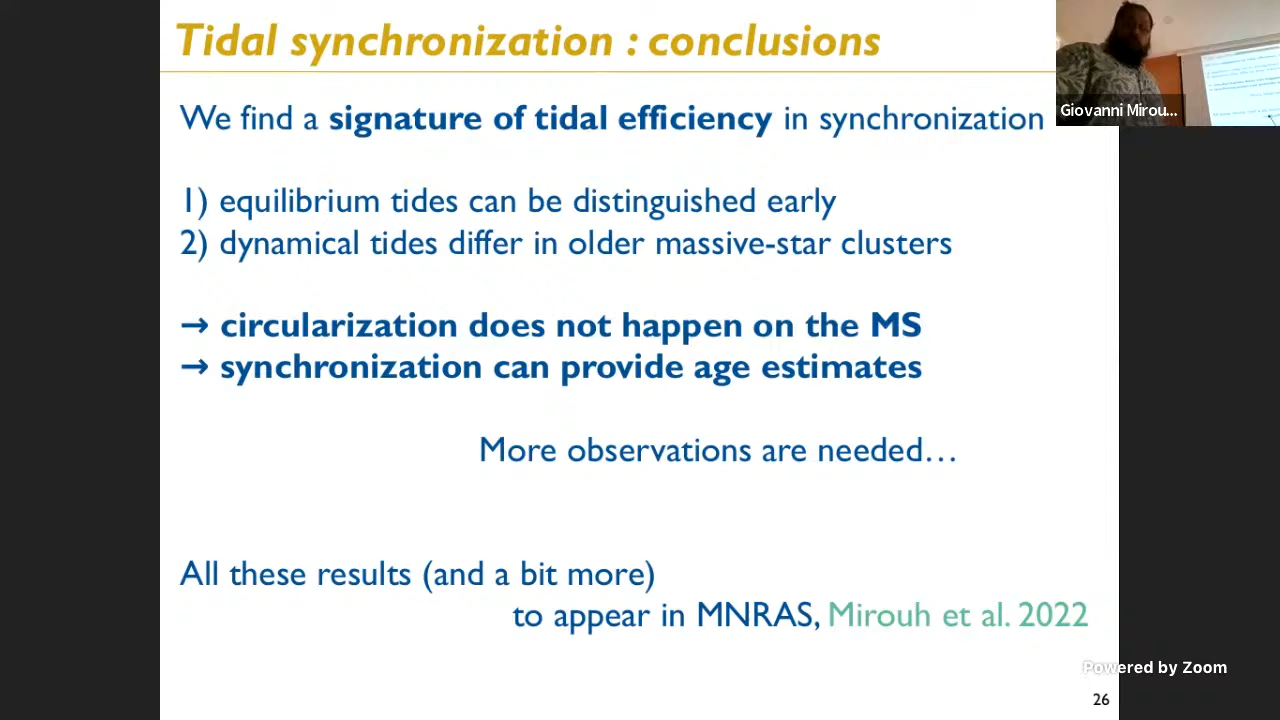 Tidal synchronization : conclusions
Giovanni Mirou...
We find a signature of tidal efficiency in synchronization
1) equilibrium tides can be distinguished early
2) dynamical tides differ in older massive-star clusters
→ circularization does not happen on the MS
→ synchronization can provide age estimates
More observations are needed…
All these results (and a bit more)
to appear in MNRAS, Mirouh et al. 2022
Powered by Zoom
26